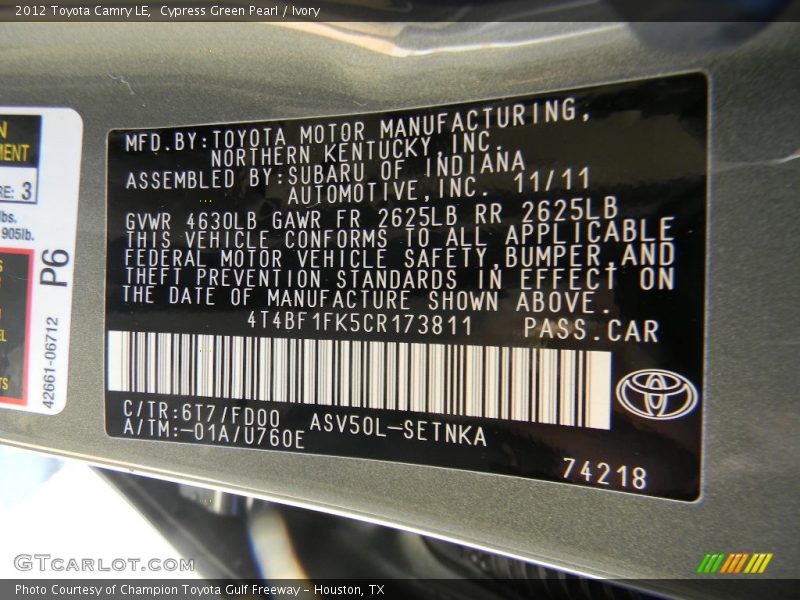 2012 Toyota Camry LE, Cypress Green Pearl / Ivory
MFD.BY:TOYOTA MOTOR MANUFACTURING,
NORTHERN KENTUCKY,INC.
ASSEMBLED BY:SUBARU OF INDIANA
AUTOMOTIVE,INC. 11/11
GVWR 4630LB GAWR FR 2625LB RR 2625LB
THIS VEHICLE CONFORMS TO ALL APPLICABLE
FEDERAL MOTOR VEHICLE SAFETY,BUMPER,AND
THEFT PREVENTION STANDARDS IN EFFECT ON
THE DATE OF MANUFACTURE SHOWN ABOVE.
4T4BF1FK5CR173811 PASS.CAR
C/TR:6T7/FD00 ASV50L-SETNKA
A/TM:-01A/U760E
74218
RE: 3
lbs.
905lb.
P6
42661-06712
GTcarlot.com
Photo Courtesy of Champion Toyota Gulf Freeway - Houston, TX